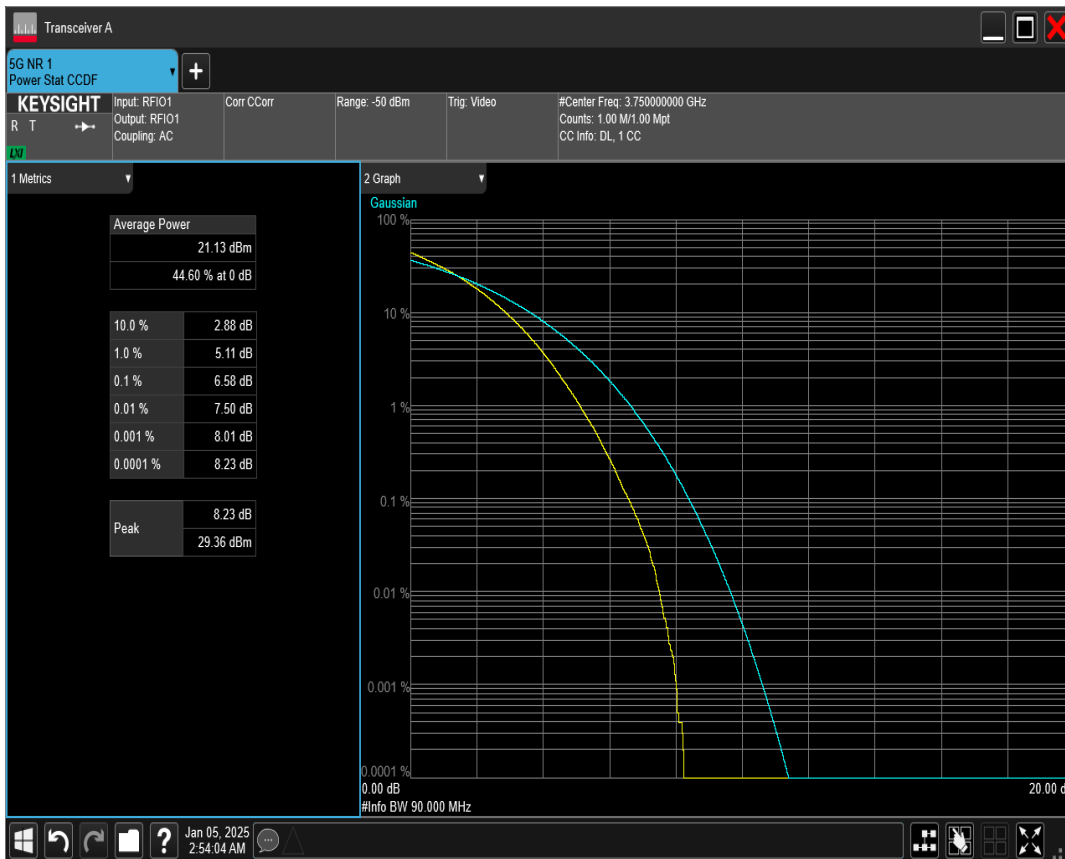 Transceiver A
5G NR 1
Power Stat CCDF
+
KEYSIGHT
R T
LXI
Input: RFIO1
Output: RFIO1
Coupling: AC
Corr CCorr
Range: -50 dBm
Trig: Video
#Center Freq: 3.750000000 GHz
Counts: 1.00 M/1.00 Mpt
CC Info: DL, 1 CC
1 Metrics
Average Power
21.13 dBm
44.60 % at 0 dB
10.0 % 2.88 dB
1.0 % 5.11 dB
0.1 % 6.58 dB
0.01 % 7.50 dB
0.001 % 8.01 dB
0.0001 % 8.23 dB
Peak
8.23 dB
29.36 dBm
2 Graph
Gaussian
100 %
10 %
1 %
0.1 %
0.01 %
0.001 %
0.0001 %
0.00 dB
20.00 d
#Info BW 90.000 MHz
?
Jan 05, 2025
2:54:04 AM